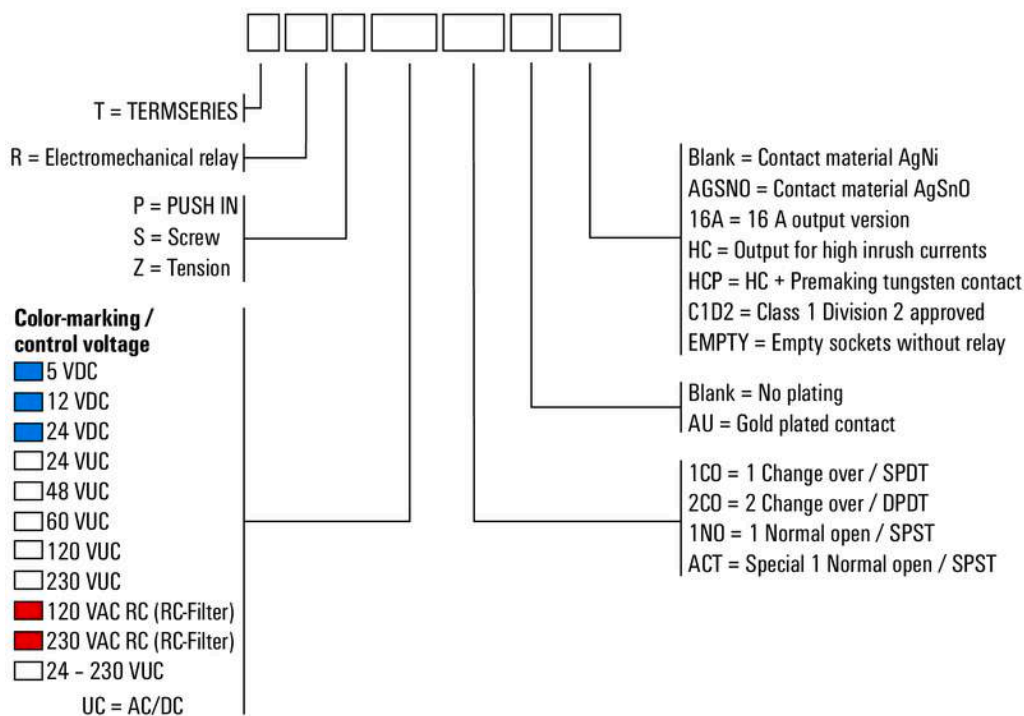 T = TERMSERIES
R = Electromechanical relay
P = PUSH IN
S = Screw
Z = Tension
Color-marking /
control voltage
5 VDC
12 VDC
24 VDC
24 VUC
48 VUC
60 VUC
120 VUC
230 VUC
120 VAC RC (RC-Filter)
230 VAC RC (RC-Filter)
24 – 230 VUC
UC = AC/DC
Blank = Contact material AgNi
AGSNO = Contact material AgSnO
16A = 16 A output version
HC = Output for high inrush currents
HCP = HC + Premaking tungsten contact
C1D2 = Class 1 Division 2 approved
EMPTY = Empty sockets without relay
Blank = No plating
AU = Gold plated contact
1CO = 1 Change over / SPDT
2CO = 2 Change over / DPDT
1NO = 1 Normal open / SPST
ACT = Special 1 Normal open / SPST